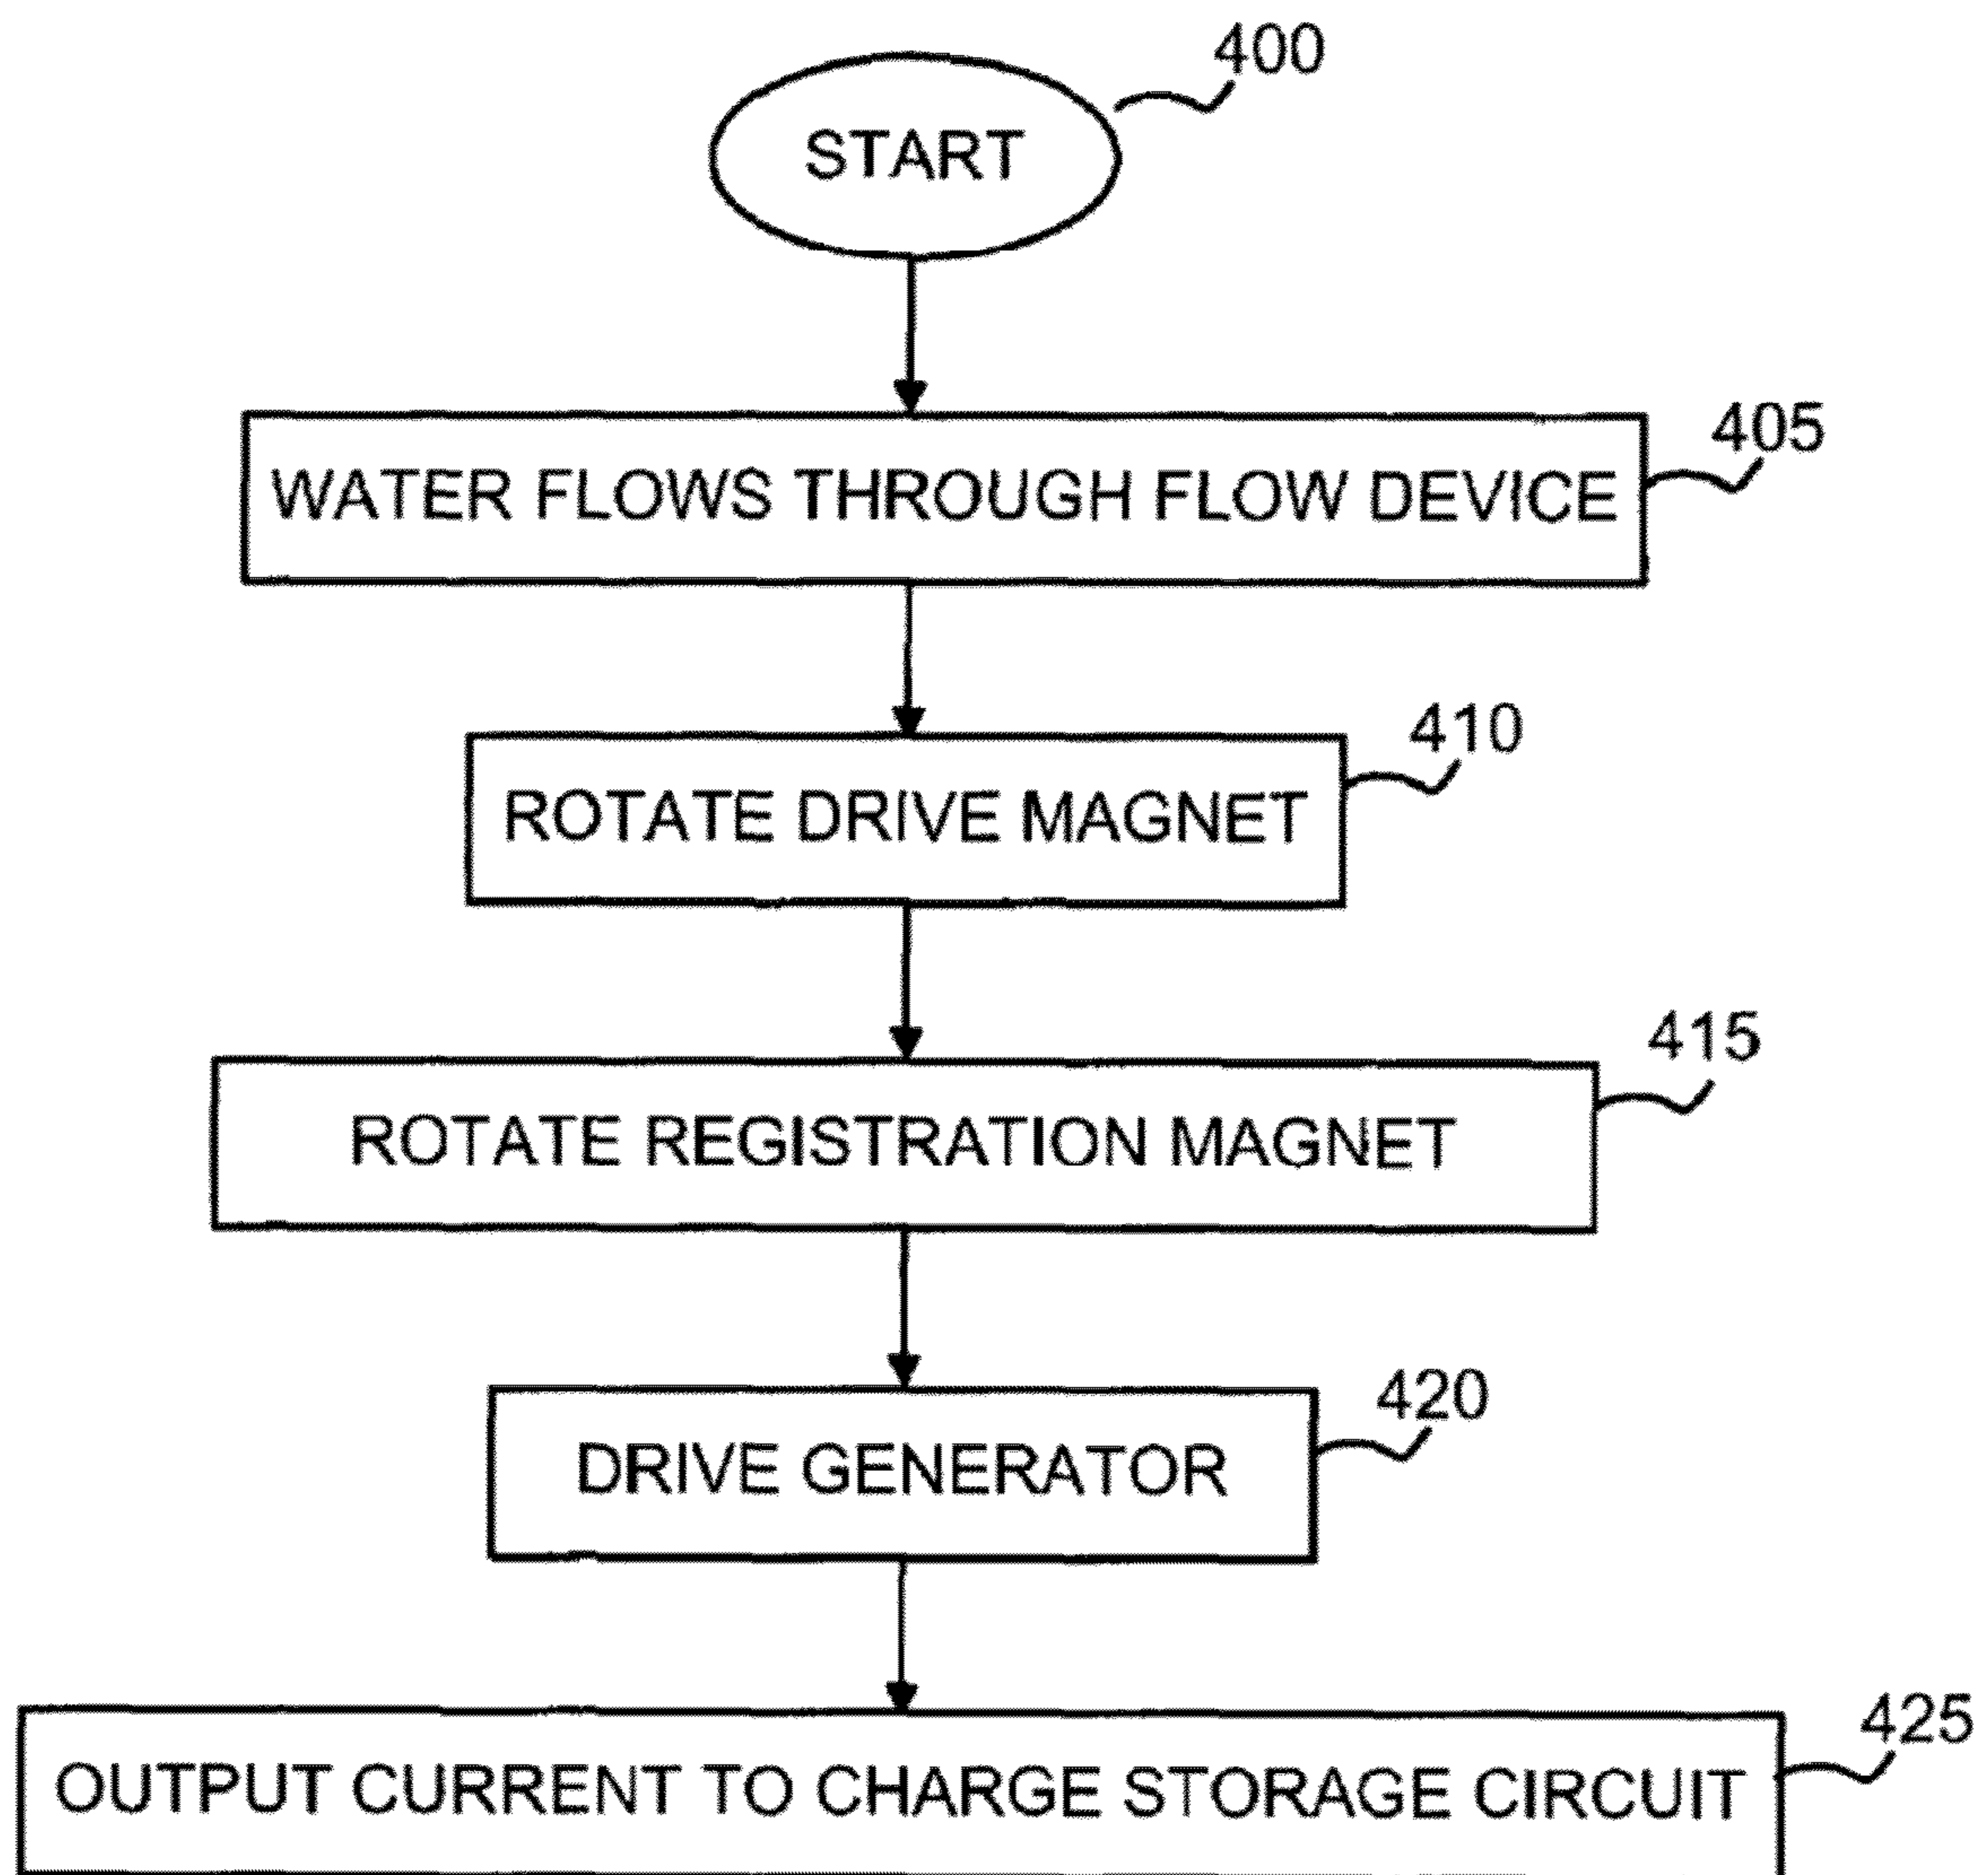 400
START
405
WATER FLOWS THROUGH FLOW DEVICE
410
ROTATE DRIVE MAGNET
415
ROTATE REGISTRATION MAGNET
420
DRIVE GENERATOR
425
OUTPUT CURRENT TO CHARGE STORAGE CIRCUIT